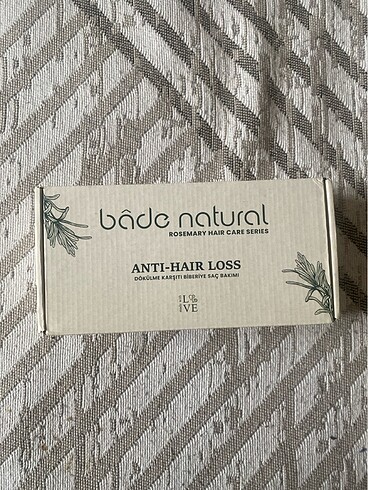 bâde natural
ROSEMARY HAIR CARE SERIES
ANTI-HAIR LOSS
DÖKÜLME KARŞITI BİBERİYE SAÇ BAKIMI